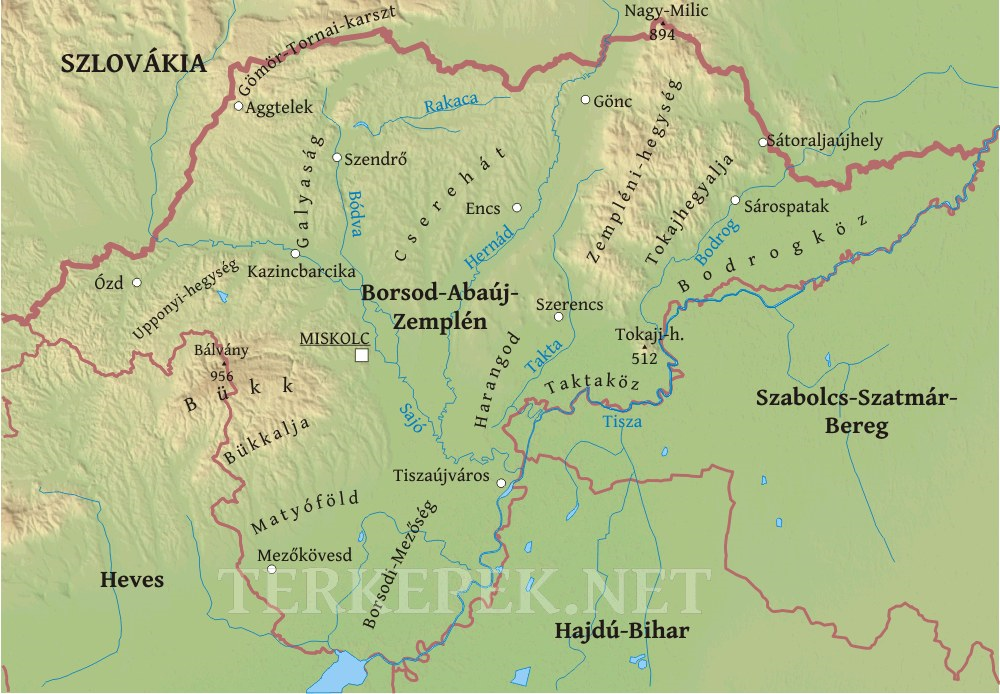 Nagy-Milic
894
SZLOVÁKIA
Gömör-Tornai-karszt
Aggtelek
Rakaca
Gönc
Szendrő
Sátoraljaújhely
Galyaság
Bódva
Cserehát
Encs
Hernád
Zempléni-hegység
Tokajhegyalja
Sárospatak
Bodrog
Bodrogköz
Ózd
Kazincbarcika
Upponyi-hegység
Borsod-Abaúj-
Zemplén
Szerencs
MISKOLC
Tokaji-h.
512
Bálvány
956
Bükk
Takta
Harangod
Taktaköz
Tisza
Szabolcs-Szatmár-
Bereg
Sajó
Bükkalja
Tiszaújváros
Matyóföld
Borsodi-Mezőség
Mezőkövesd
Heves
TERKEPEK.NET
Hajdú-Bihar